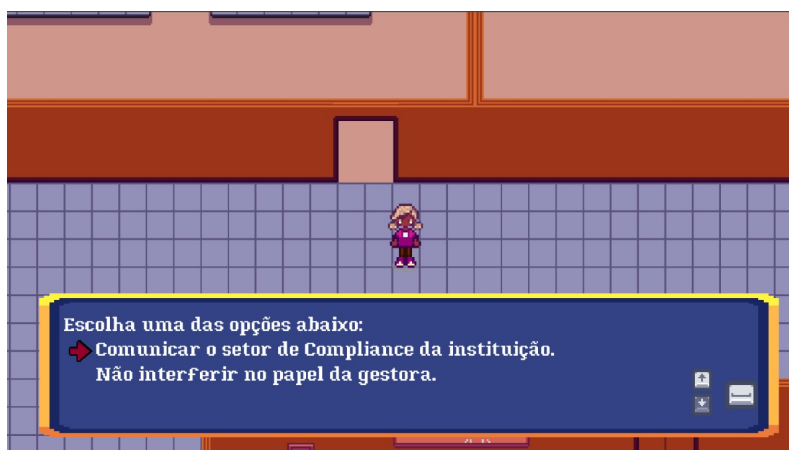 Escolha uma das opções abaixo:
Comunicar o setor de Compliance da instituição.
Não interferir no papel da gestora.